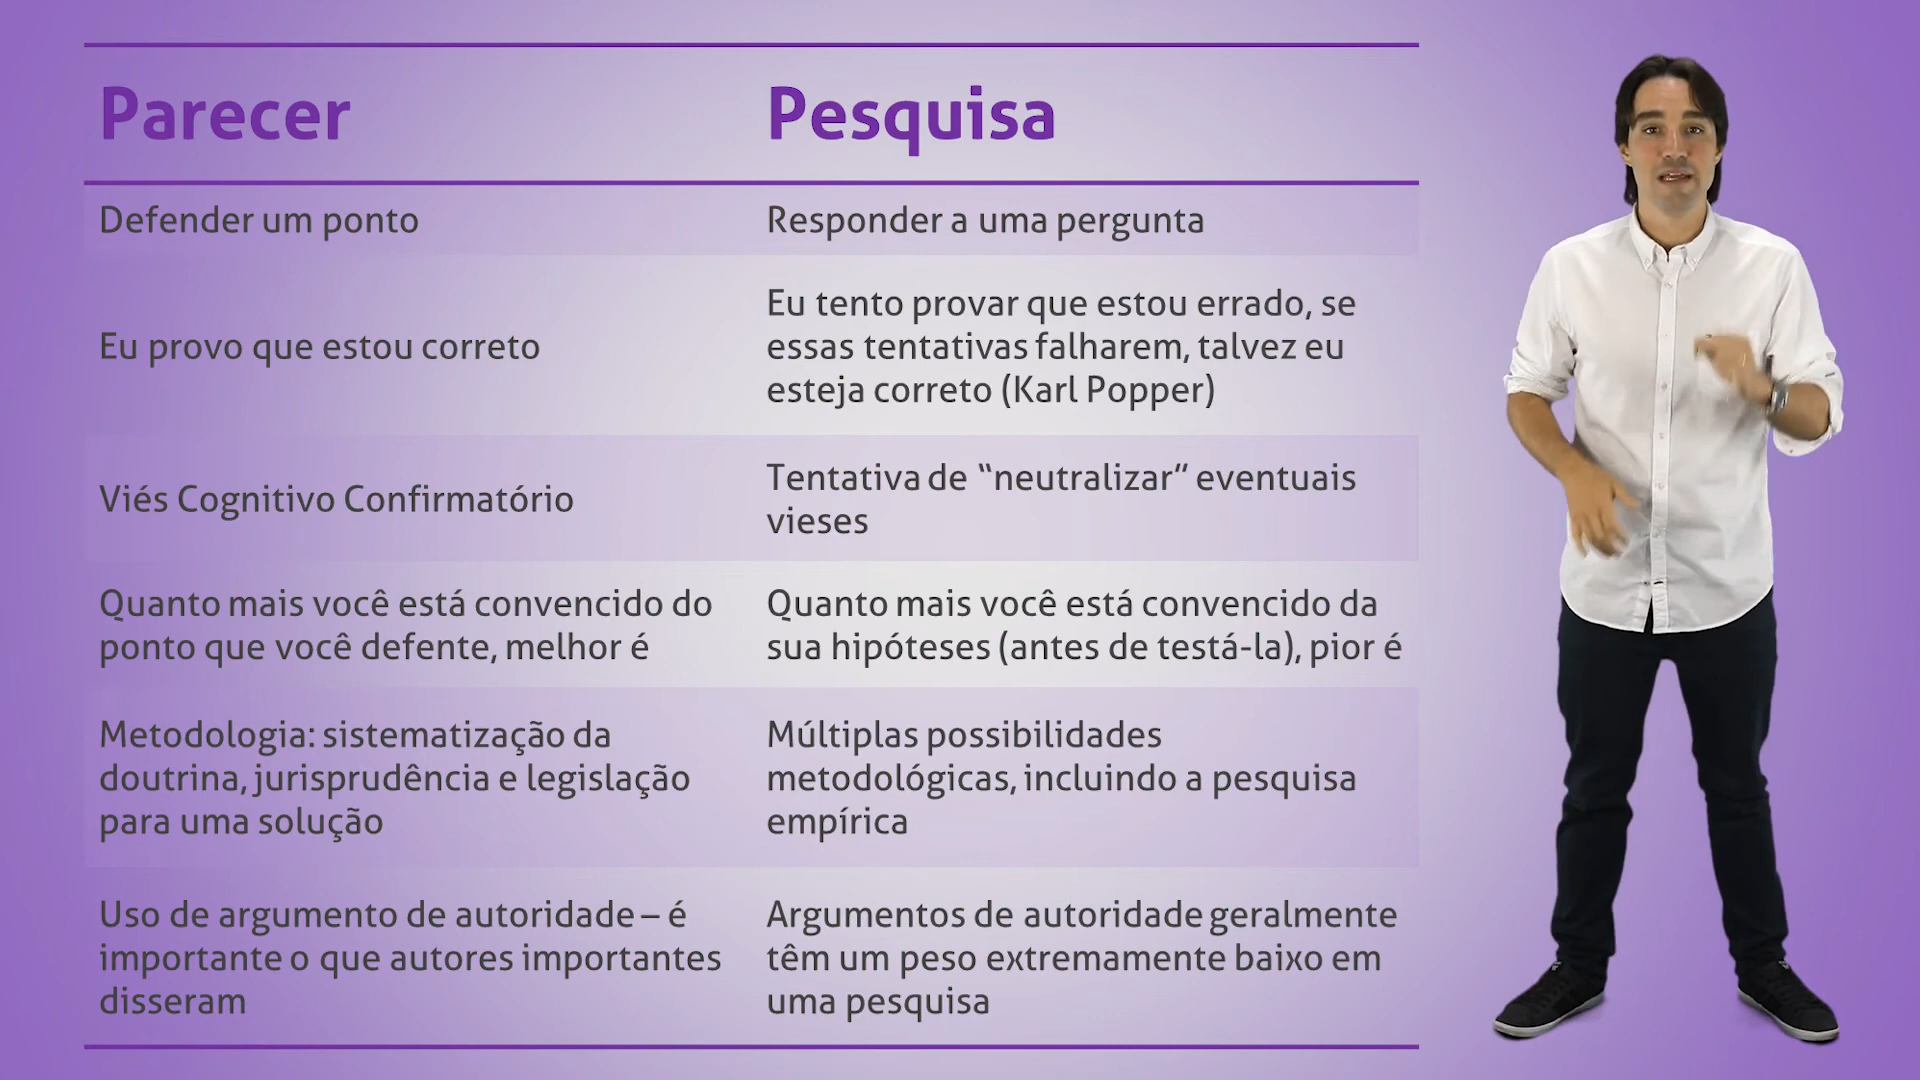 Parecer
Pesquisa
Defender um ponto
Responder a uma pergunta
Eu provo que estou correto
Eu tento provar que estou errado, se
essas tentativas falharem, talvez eu
esteja correto (Karl Popper)
Viés Cognitivo Confirmatório
Tentativa de “neutralizar” eventuais
vieses
Quanto mais você está convencido do
ponto que você defente, melhor é
Quanto mais você está convencido da
sua hipóteses (antes de testá-la), pior é
Metodologia: sistematização da
doutrina, jurisprudência e legislação
para uma solução
Múltiplas possibilidades
metodológicas, incluindo a pesquisa
empírica
Uso de argumento de autoridade – é
importante o que autores importantes
disseram
Argumentos de autoridade geralmente
têm um peso extremamente baixo em
uma pesquisa